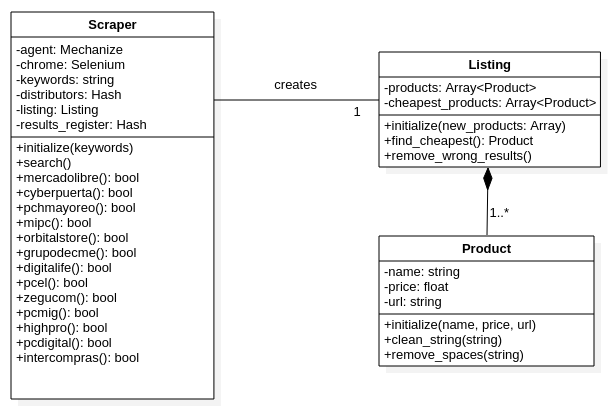 Scraper
-agent: Mechanize
-chrome: Selenium
-keywords: string
-distributors: Hash
-listing: Listing
-results_register: Hash
+initialize(keywords)
+search()
+mercadolibre(): bool
+cyberpuerta(): bool
+pchmayoreo(): bool
+mipc(): bool
+orbitalstore(): bool
+grupodecme(): bool
+digitalife(): bool
+pcel(): bool
+zegucom(): bool
+pcmig(): bool
+highpro(): bool
+pcdigital(): bool
+intercompras(): bool
creates
1
Listing
-products: Array<Product>
-cheapest_products: Array<Product>
+initialize(new_products: Array)
+find_cheapest(): Product
+remove_wrong_results()
1..*
Product
-name: string
-price: float
-url: string
+initialize(name, price, url)
+clean_string(string)
+remove_spaces(string)